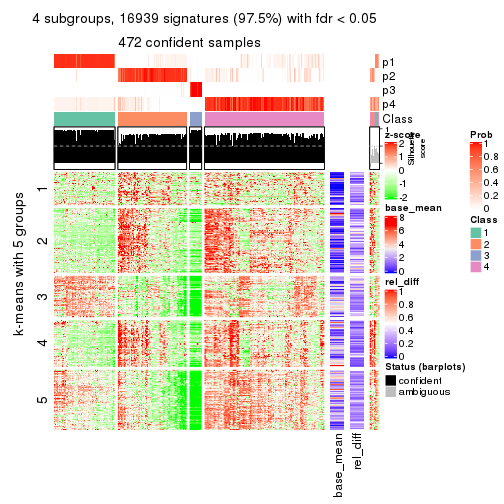 4 subgroups, 16939 signatures (97.5%) with fdr < 0.05
472 confident samples
p1
p2
p3
p4
Class
1
Silhouette score
k-means with 5 groups
1
2
3
4
5
base_mean
rel_diff
z-score
2
1
0
-1
-2
base_mean
8
6
4
2
0
rel_diff
1
0.8
0.6
0.4
0.2
0
Status (barplots)
confident
ambiguous
Prob
1
0.8
0.6
0.4
0.2
0
Class
1
2
3
4